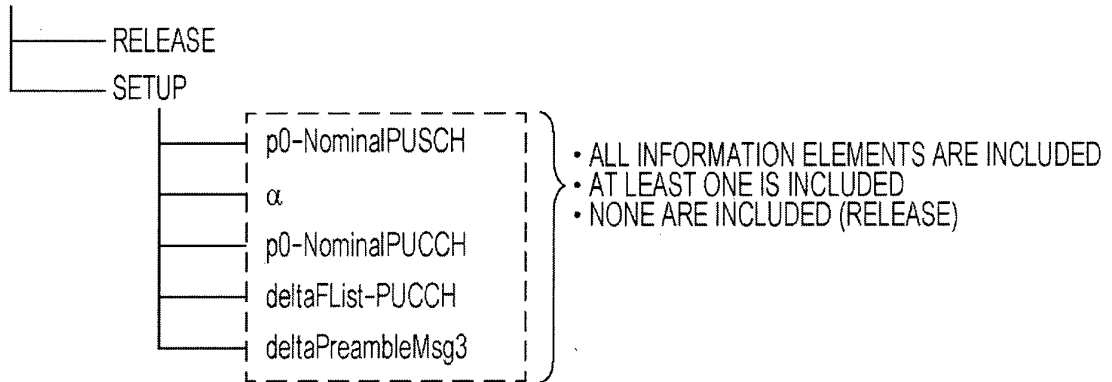 RELEASE
SETUP
p0-NominalPUSCH
α
p0-NominalPUCCH
deltaFList-PUCCH
deltaPreambleMsg3
• ALL INFORMATION ELEMENTS ARE INCLUDED
• AT LEAST ONE IS INCLUDED
• NONE ARE INCLUDED (RELEASE)